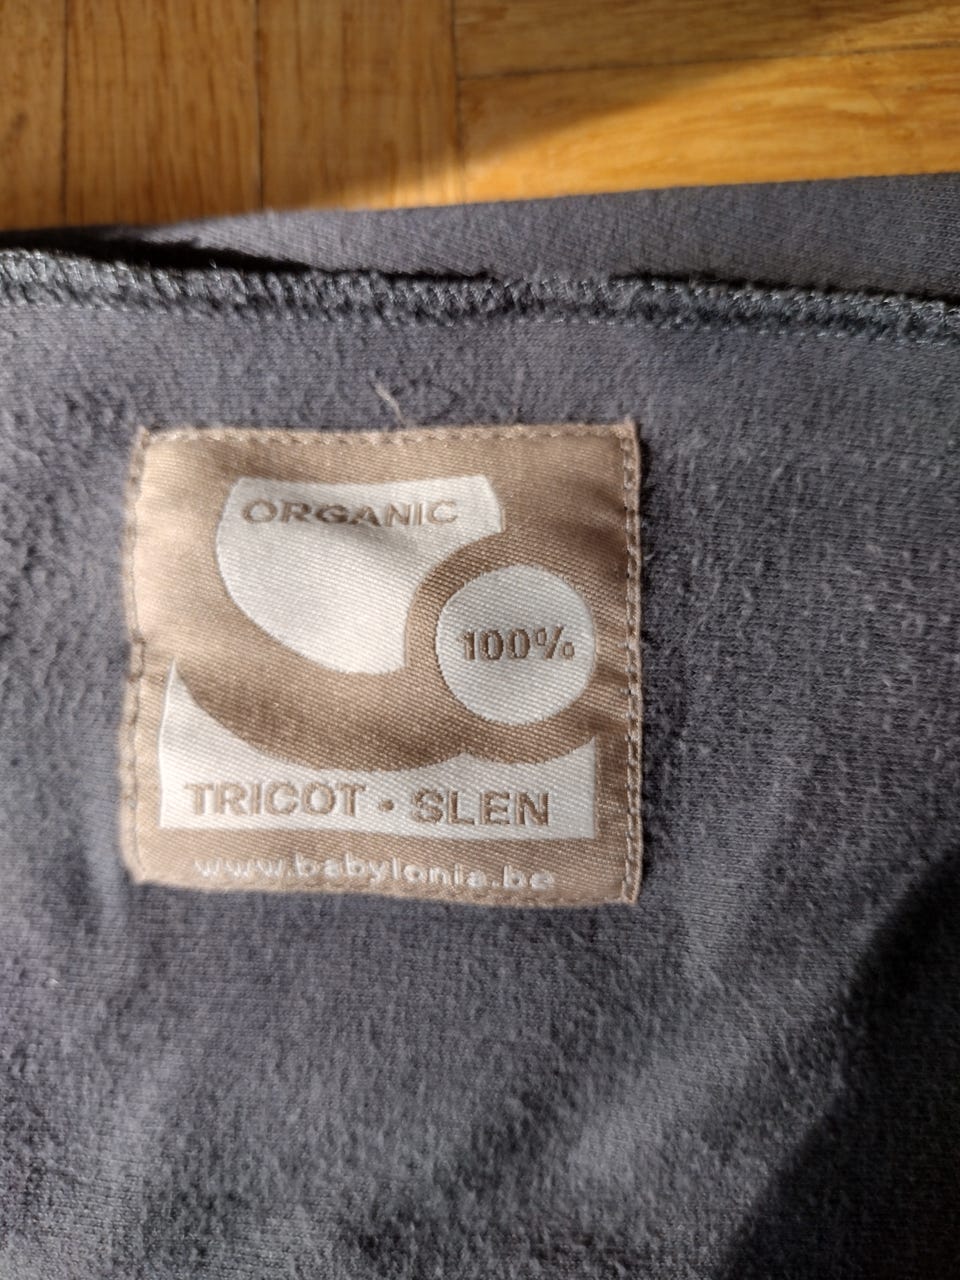 ORGANIC
100%
TRICOT • SLEN
www.babylonia.be